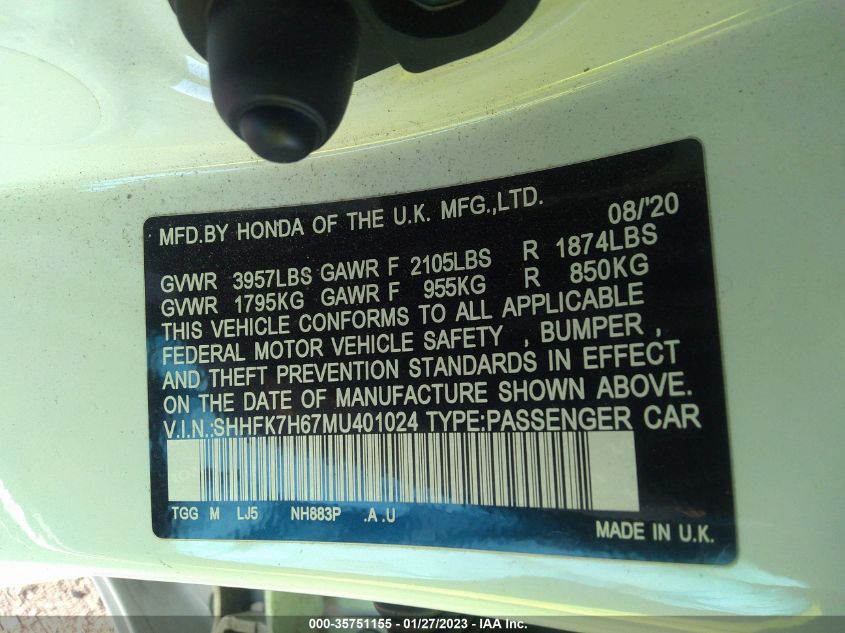 MFD.BY HONDA OF THE U.K. MFG.,LTD. 08/'20
GVWR 3957LBS GAWR F 2105LBS R 1874LBS
GVWR 1795KG GAWR F 955KG R 850KG
THIS VEHICLE CONFORMS TO ALL APPLICABLE
FEDERAL MOTOR VEHICLE SAFETY , BUMPER ,
AND THEFT PREVENTION STANDARDS IN EFFECT
ON THE DATE OF MANUFACTURE SHOWN ABOVE.
V.I.N.:SHHFK7H67MU401024 TYPE:PASSENGER CAR
TGG M LJ5 NH883P .A .U
MADE IN U.K.
000-35751155 - 01/27/2023 - IAA Inc.